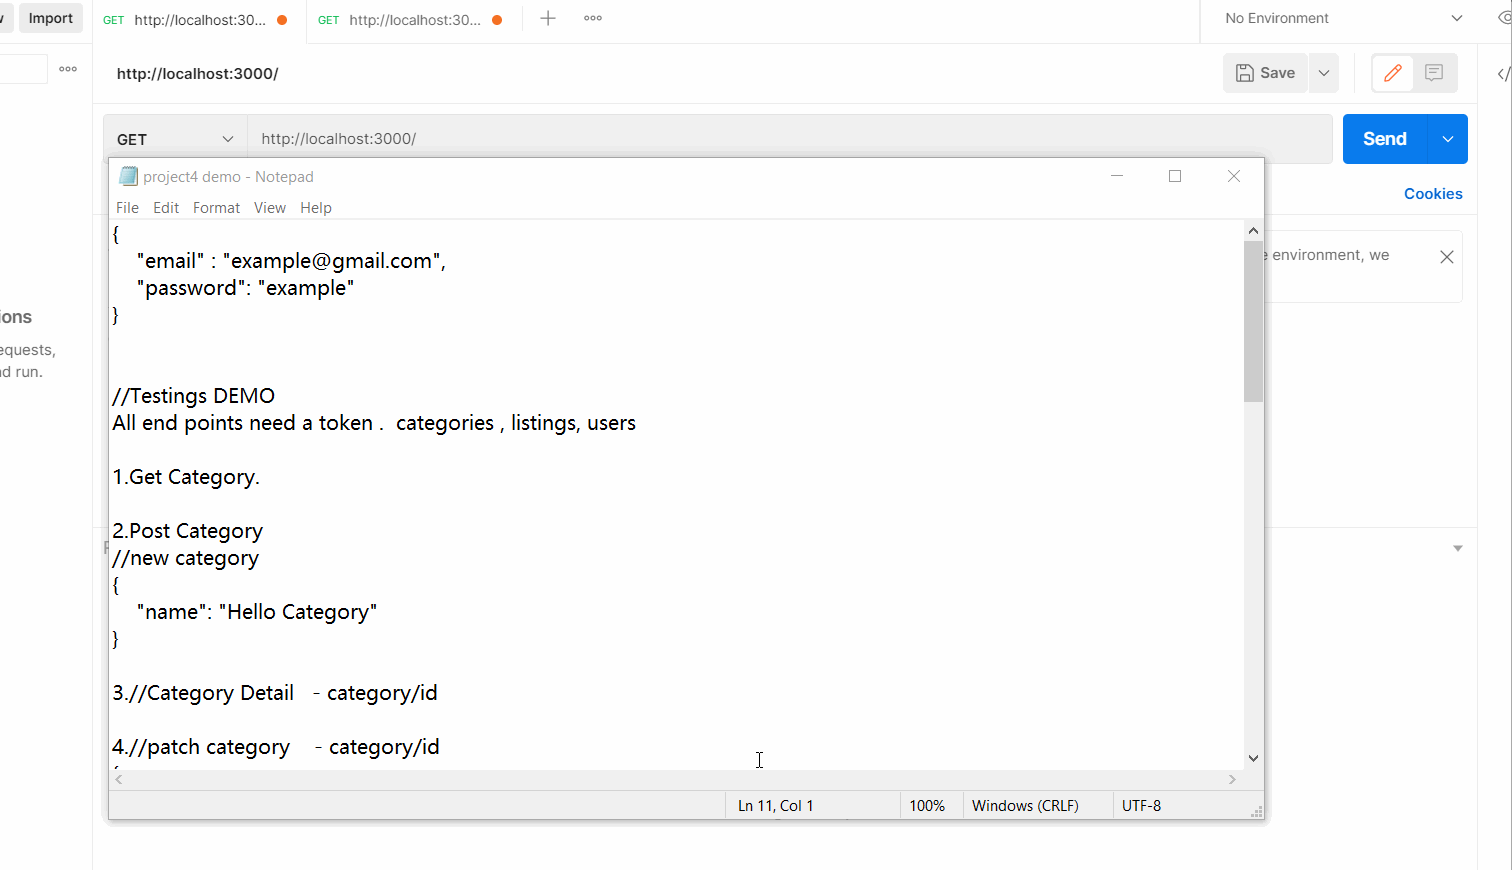 Import
GET http://localhost:30...
GET http://localhost:30...
No Environment
http://localhost:3000/
Save
GET
http://localhost:3000/
Send
Cookies
project4 demo - Notepad
File Edit Format View Help
{
"email" : "example@gmail.com",
"password": "example"
}
//Testings DEMO
All end points need a token .  categories , listings, users
1.Get Category.
2.Post Category
//new category
{
"name": "Hello Category"
}
3.//Category Detail   - category/id
4.//patch category    - category/id
environment, we
ions
equests,
d run.
Ln 11, Col 1
100%
Windows (CRLF)
UTF-8